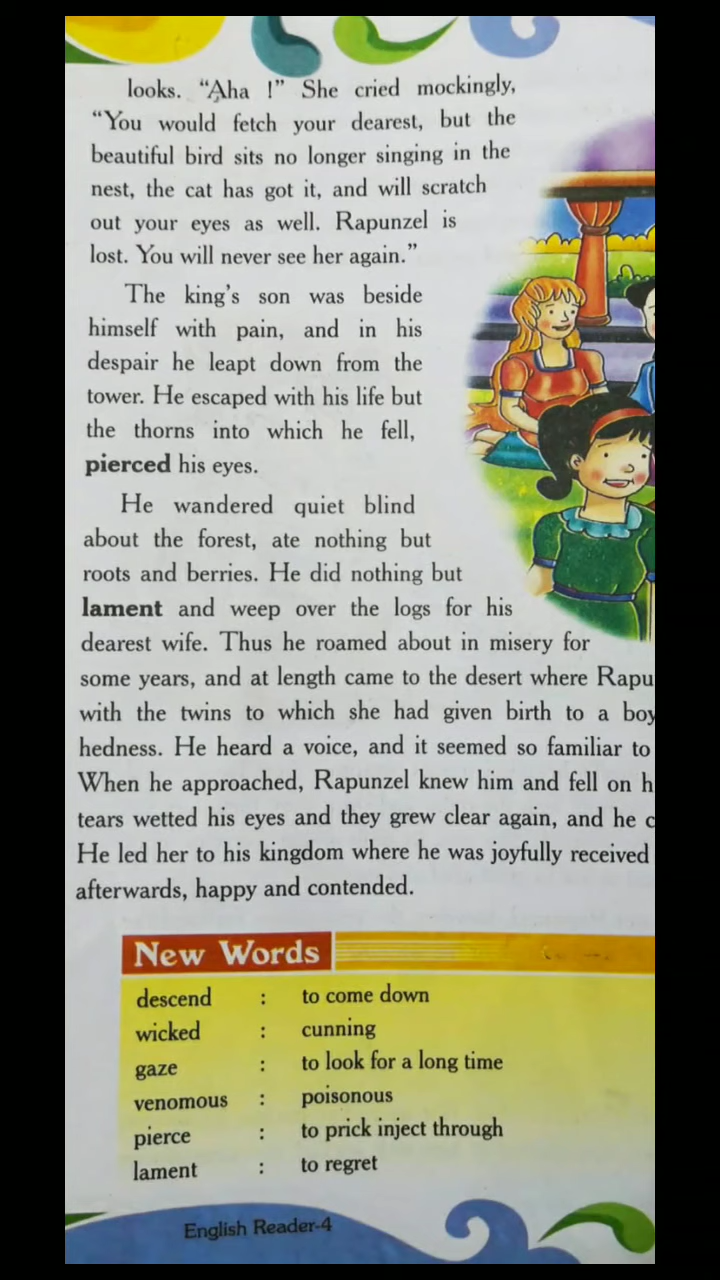 looks. “Aha !” She cried mockingly,
“You would fetch your dearest, but the
beautiful bird sits no longer singing in the
nest, the cat has got it, and will scratch
out your eyes as well. Rapunzel is
lost. You will never see her again.”
The king’s son was beside
himself with pain, and in his
despair he leapt down from the
tower. He escaped with his life but
the thorns into which he fell,
pierced his eyes.
He wandered quiet blind
about the forest, ate nothing but
roots and berries. He did nothing but
lament and weep over the logs for his
dearest wife. Thus he roamed about in misery for
some years, and at length came to the desert where Rapu
with the twins to which she had given birth to a boy
hedness. He heard a voice, and it seemed so familiar to
When he approached, Rapunzel knew him and fell on h
tears wetted his eyes and they grew clear again, and he c
He led her to his kingdom where he was joyfully received
afterwards, happy and contended.
New Words
descend : to come down
wicked : cunning
gaze : to look for a long time
venomous : poisonous
pierce : to prick inject through
lament : to regret
English Reader-4